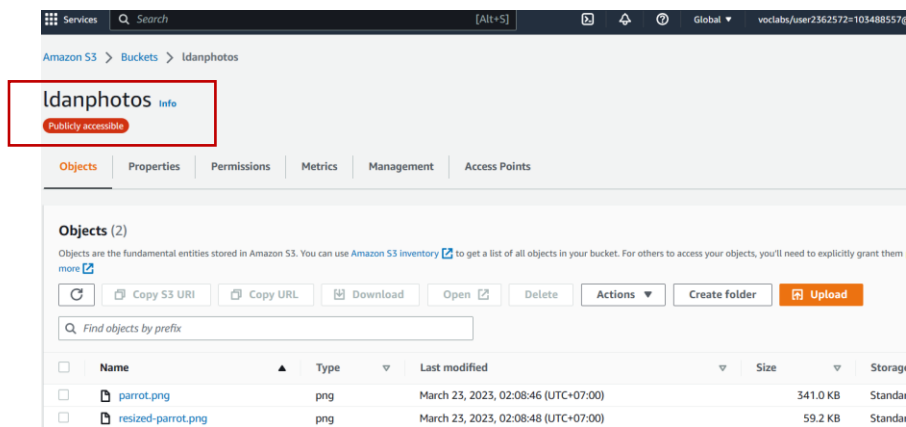 Services Search [Alt+S] Global ▼ voclabs/user2362572=103488557@
Amazon S3 > Buckets > ldanphotos
ldanphotos Info
Publicly accessible
Objects Properties Permissions Metrics Management Access Points
Objects (2)
Objects are the fundamental entities stored in Amazon S3. You can use Amazon S3 inventory to get a list of all objects in your bucket. For others to access your objects, you'll need to explicitly grant them
more
Copy S3 URI Copy URL Download Open Delete Actions ▼ Create folder Upload
Find objects by prefix
Name ▲ Type ▽ Last modified ▽ Size ▽ Storage
parrot.png png March 23, 2023, 02:08:46 (UTC+07:00) 341.0 KB Standar
resized-parrot.png png March 23, 2023, 02:08:48 (UTC+07:00) 59.2 KB Standar